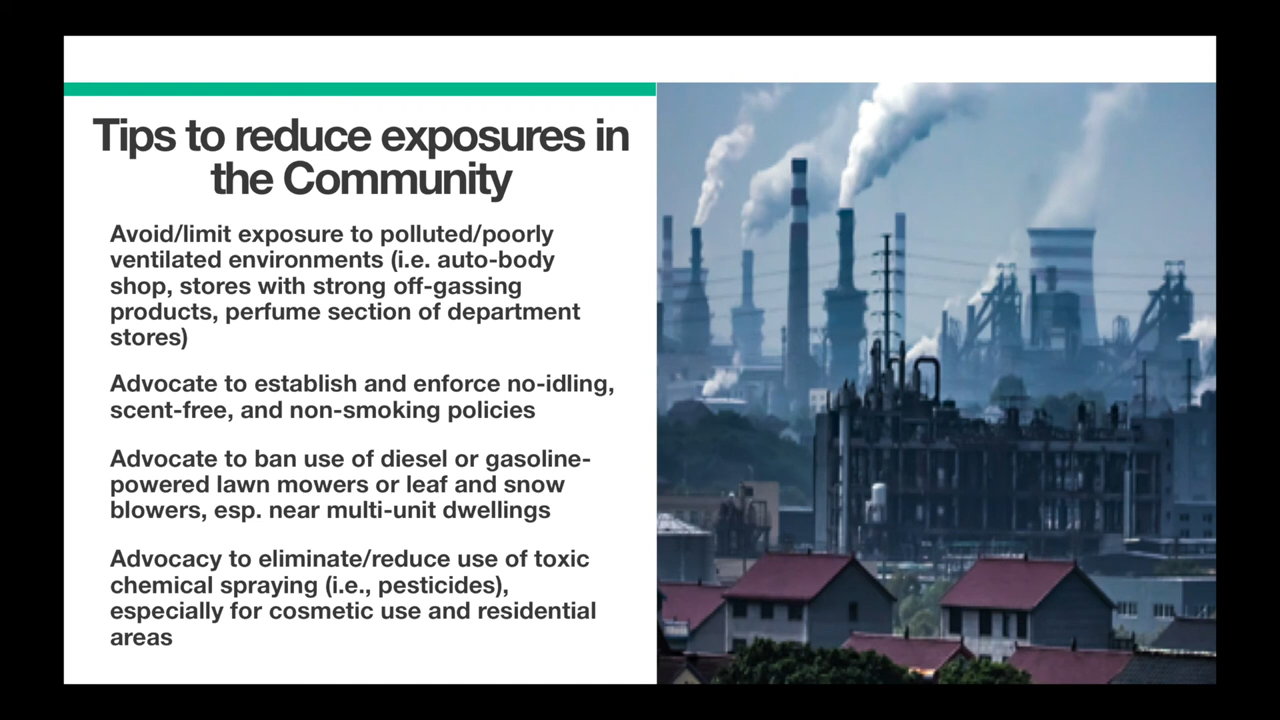 Tips to reduce exposures in
the Community
Avoid/limit exposure to polluted/poorly
ventilated environments (i.e. auto-body
shop, stores with strong off-gassing
products, perfume section of department
stores)
Advocate to establish and enforce no-idling,
scent-free, and non-smoking policies
Advocate to ban use of diesel or gasoline-
powered lawn mowers or leaf and snow
blowers, esp. near multi-unit dwellings
Advocacy to eliminate/reduce use of toxic
chemical spraying (i.e., pesticides),
especially for cosmetic use and residential
areas